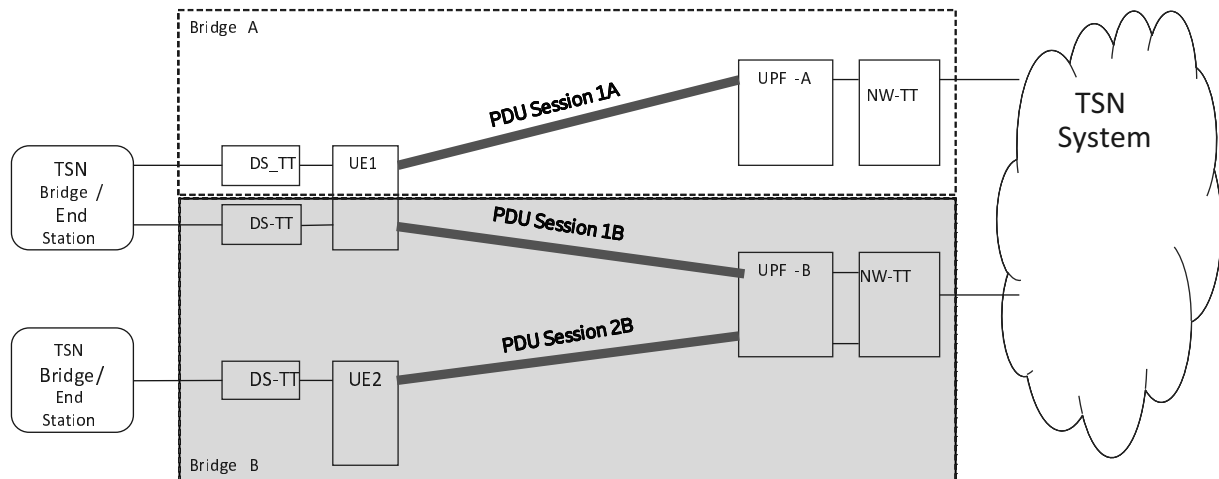 Bridge A
PDU Session 1A
UPF -A
NW-TT
TSN
System
TSN
Bridge /
End
Station
DS_TT
UE1
DS-TT
PDU Session 1B
UPF -B
NW-TT
PDU Session 2B
TSN
Bridge/
End
Station
DS-TT
UE2
Bridge B